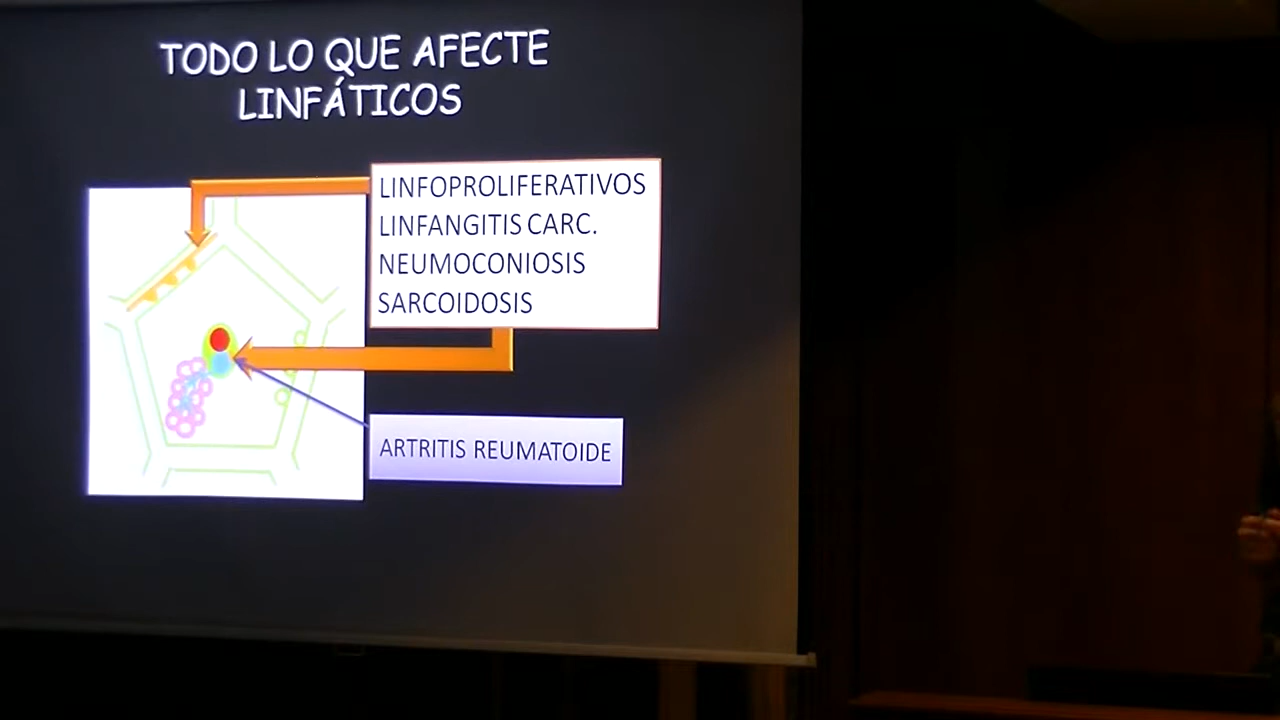 TODO LO QUE AFECTE
LINFÁTICOS
LINFOPROLIFERATIVOS
LINFANGITIS CARC.
NEUMOCONIOSIS
SARCOIDOSIS
ARTRITIS REUMATOIDE